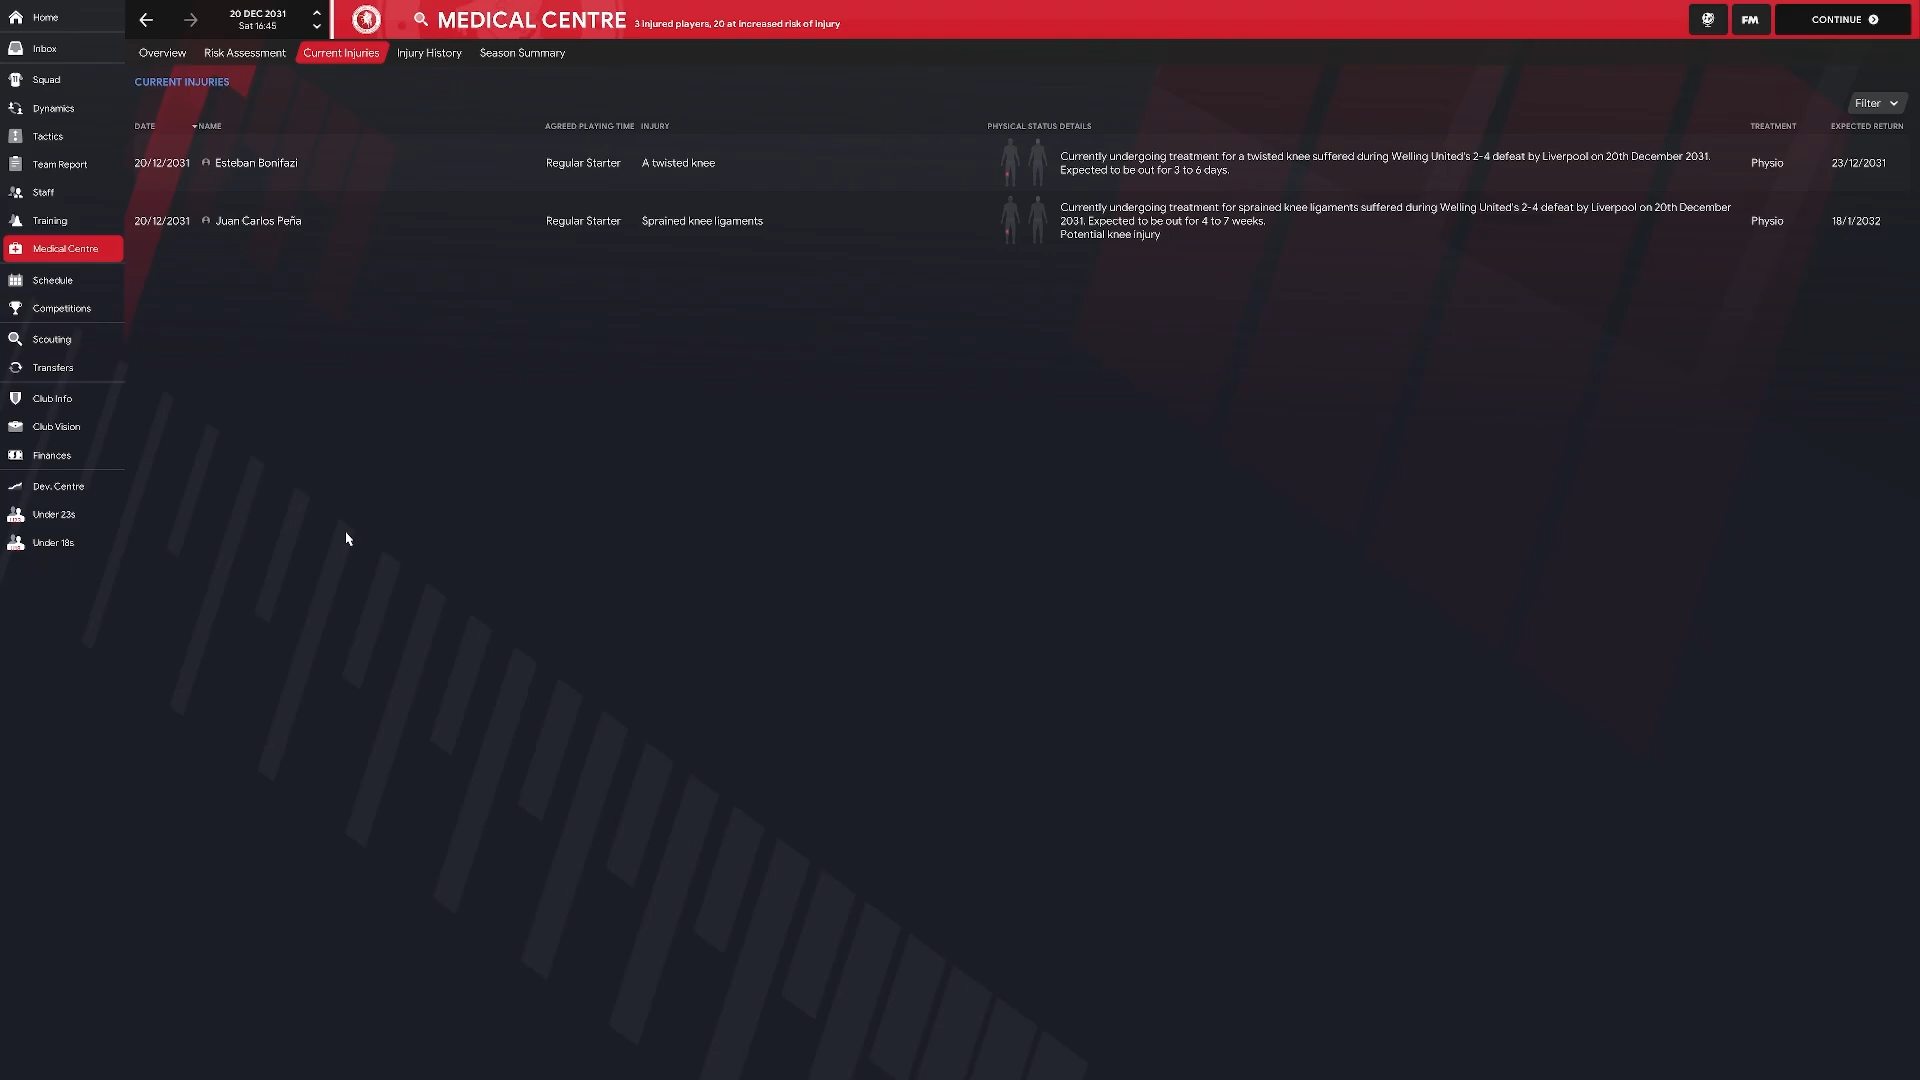 Home
Inbox
Squad
Dynamics
Tactics
Team Report
Staff
Training
Medical Centre
Schedule
Competitions
Scouting
Transfers
Club Info
Club Vision
Finances
Dev. Centre
Under 23s
Under 18s
20 DEC 2031
Sat 16:45
MEDICAL CENTRE
3 injured players, 20 at increased risk of injury
FM
CONTINUE
Overview Risk Assessment Current Injuries Injury History Season Summary
CURRENT INJURIES
Filter
DATE NAME AGREED PLAYING TIME INJURY PHYSICAL STATUS DETAILS TREATMENT EXPECTED RETURN
20/12/2031 Esteban Bonifazi Regular Starter A twisted knee
Currently undergoing treatment for a twisted knee suffered during Welling United's 2-4 defeat by Liverpool on 20th December 2031.
Expected to be out for 3 to 6 days.
Physio 23/12/2031
20/12/2031 Juan Carlos Peña Regular Starter Sprained knee ligaments
Currently undergoing treatment for sprained knee ligaments suffered during Welling United's 2-4 defeat by Liverpool on 20th December
2031. Expected to be out for 4 to 7 weeks.
Potential knee injury
Physio 18/1/2032